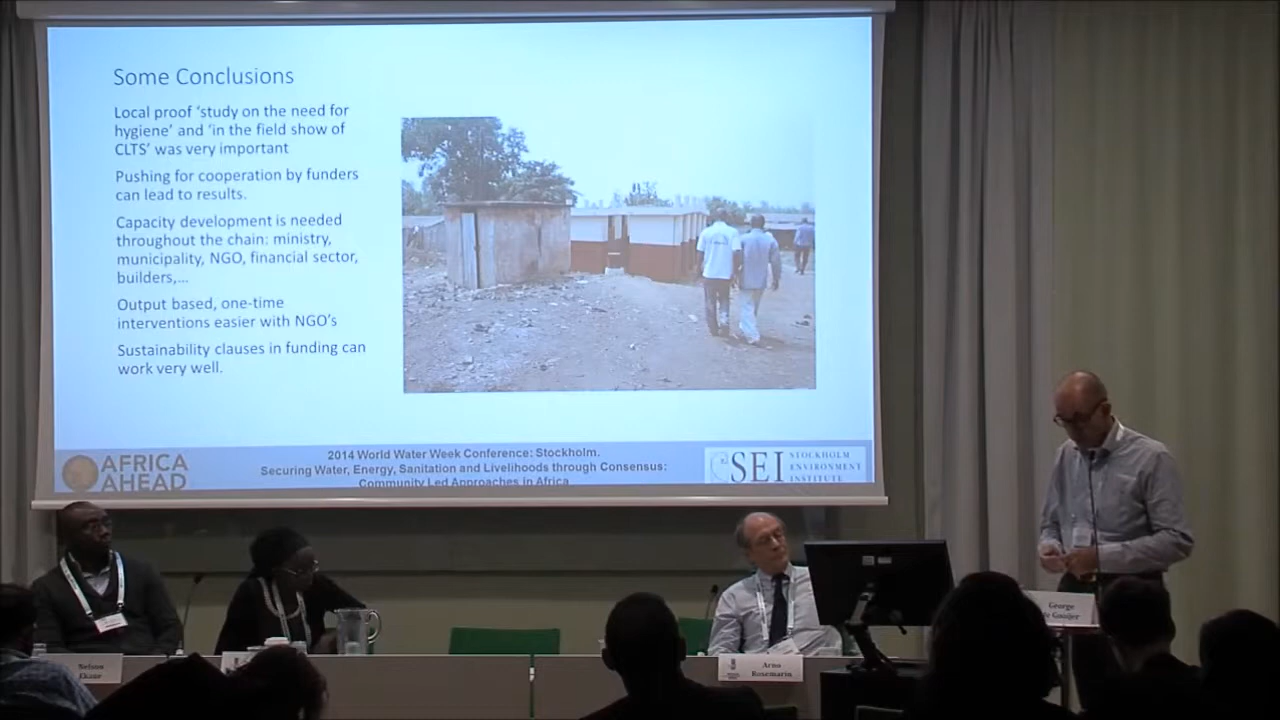 Some Conclusions
Local proof ‘study on the need for
hygiene’ and ‘in the field show of
CLTS’ was very important
Pushing for cooperation by funders
can lead to results.
Capacity development is needed
throughout the chain: ministry,
municipality, NGO, financial sector,
builders,...
Output based, one-time
interventions easier with NGO’s
Sustainability clauses in funding can
work very well.
AFRICA
AHEAD
2014 World Water Week Conference: Stockholm.
Securing Water, Energy, Sanitation and Livelihoods through Consensus:
Community Led Approaches in Africa
SEI
STOCKHOLM
ENVIRONMENT
INSTITUTE
Nelson
Ekane
Arno
Rosemarin
George
de Gooijer